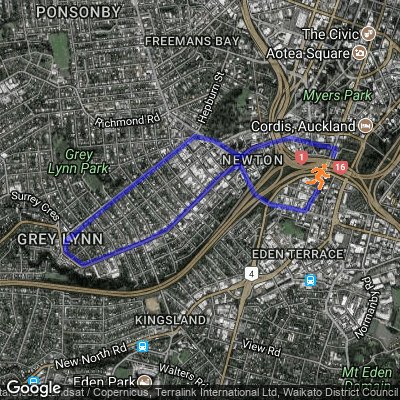 PONSONBY
The Civic
FREEMANS BAY
Aotea Square
Hepburn St
Myers Park
Richmond Rd
Cordis, Auckland
Grey
Lynn Park
NEWTON
1
16
Surrey Cres
GREY LYNN
EDEN TERRACE
4
Normanby
Rd
KINGSLAND
New North Rd
View Rd
Walters Rd
Mt Eden
Domain
Eden Park
Google
dsat / Copernicus, Terralink International Ltd, Waikato District Council